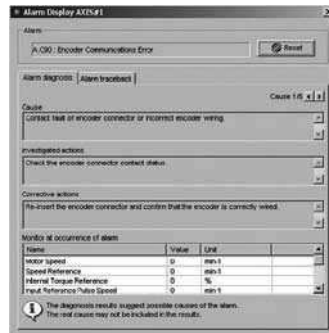 Alarm Display AXIS#1
Alarm
A.C90 : Encoder Communications Error
Reset
Alarm diagnosis
Alarm traceback
Cause 1/5
Cause
Contact fault of encoder connector or incorrect encoder wiring.
Investigated actions
Check the encoder connector contact status.
Corrective actions
Re-insert the encoder connector and confirm that the encoder is correctly wired.
Monitor at occurrence of alarm
Name Value Unit
Motor Speed 0 min-1
Speed Reference 0 min-1
Internal Torque Reference 0 %
Input Reference Pulse Speed 0 min-1
The diagnosis results suggest possible causes of the alarm.
The real cause may not be included in the results.